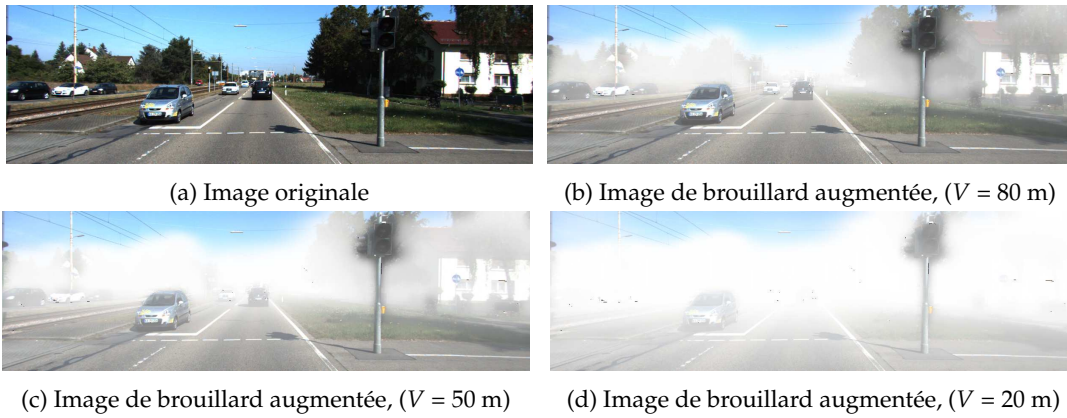 (a) Image originale
(b) Image de brouillard augmentée, (V = 80 m)
(c) Image de brouillard augmentée, (V = 50 m)
(d) Image de brouillard augmentée, (V = 20 m)